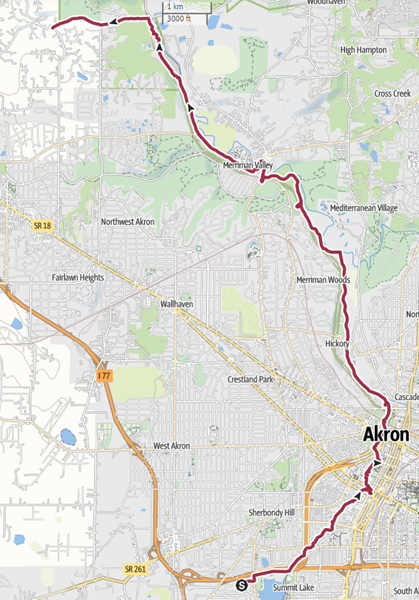 Woodhaven
1 km
3000 ft
High Hampton
Cross Creek
Merriman Valley
Mediterranean Village
Northwest Akron
SR 18
Fairlawn Heights
Merriman Woods
Wallhaven
Hickory
I 77
Crestland Park
Cascade
Akron
West Akron
Sherbondy Hill
SR 261
S
Summit Lake
South A